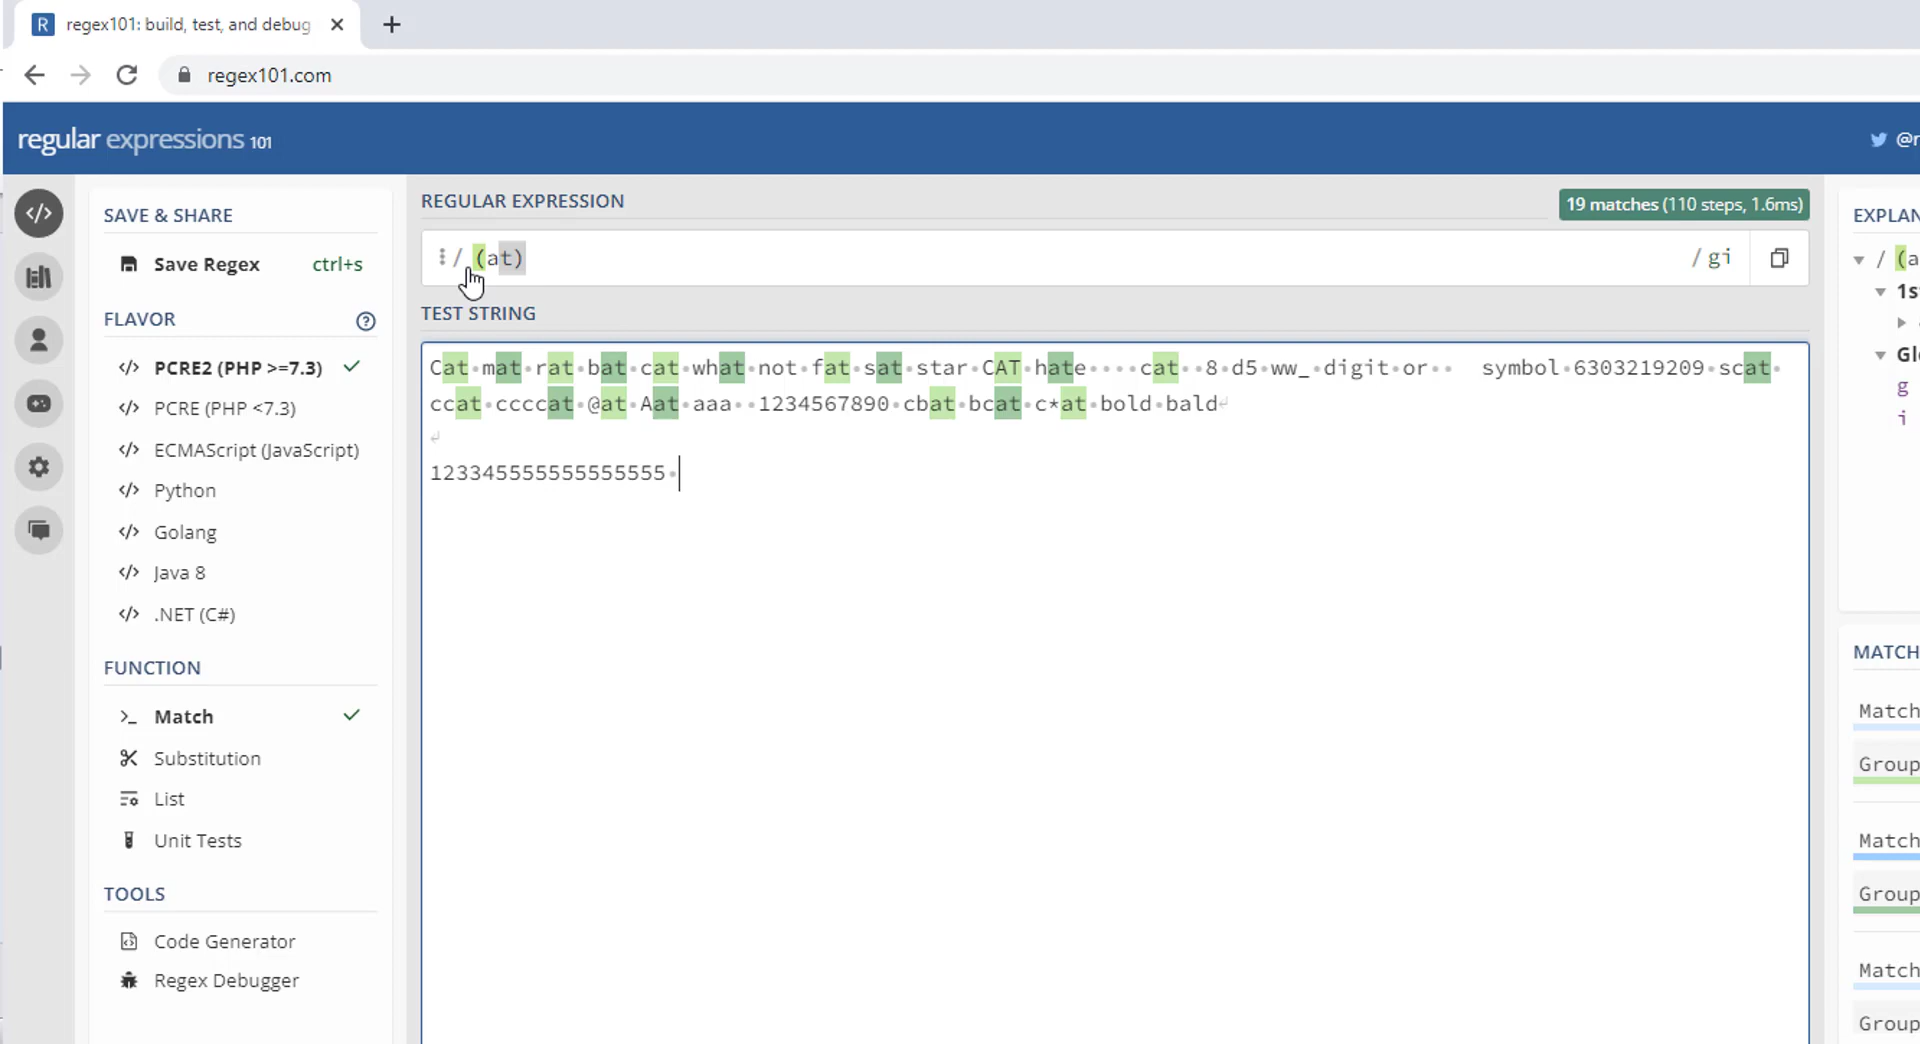 regex101: build, test, and debug
regex101.com
regular expressions 101
@r
SAVE & SHARE
Save Regex ctrl+s
FLAVOR
PCRE2 (PHP >=7.3)
PCRE (PHP <7.3)
ECMAScript (JavaScript)
Python
Golang
Java 8
.NET (C#)
FUNCTION
Match
Substitution
List
Unit Tests
TOOLS
Code Generator
Regex Debugger
REGULAR EXPRESSION
19 matches (110 steps, 1.6ms)
/ (at) / gi
TEST STRING
Cat mat rat bat cat what not fat sat star CAT hate    cat  8 d5 ww_ digit or   symbol 6303219209 scat
ccat ccccat @at Aat aaa  1234567890 cbat bcat c*at bold bald
123345555555555555
EXPLAN
/ (a
1s
Gl
g
i
MATCH
Match
Group
Match
Group
Match
Group